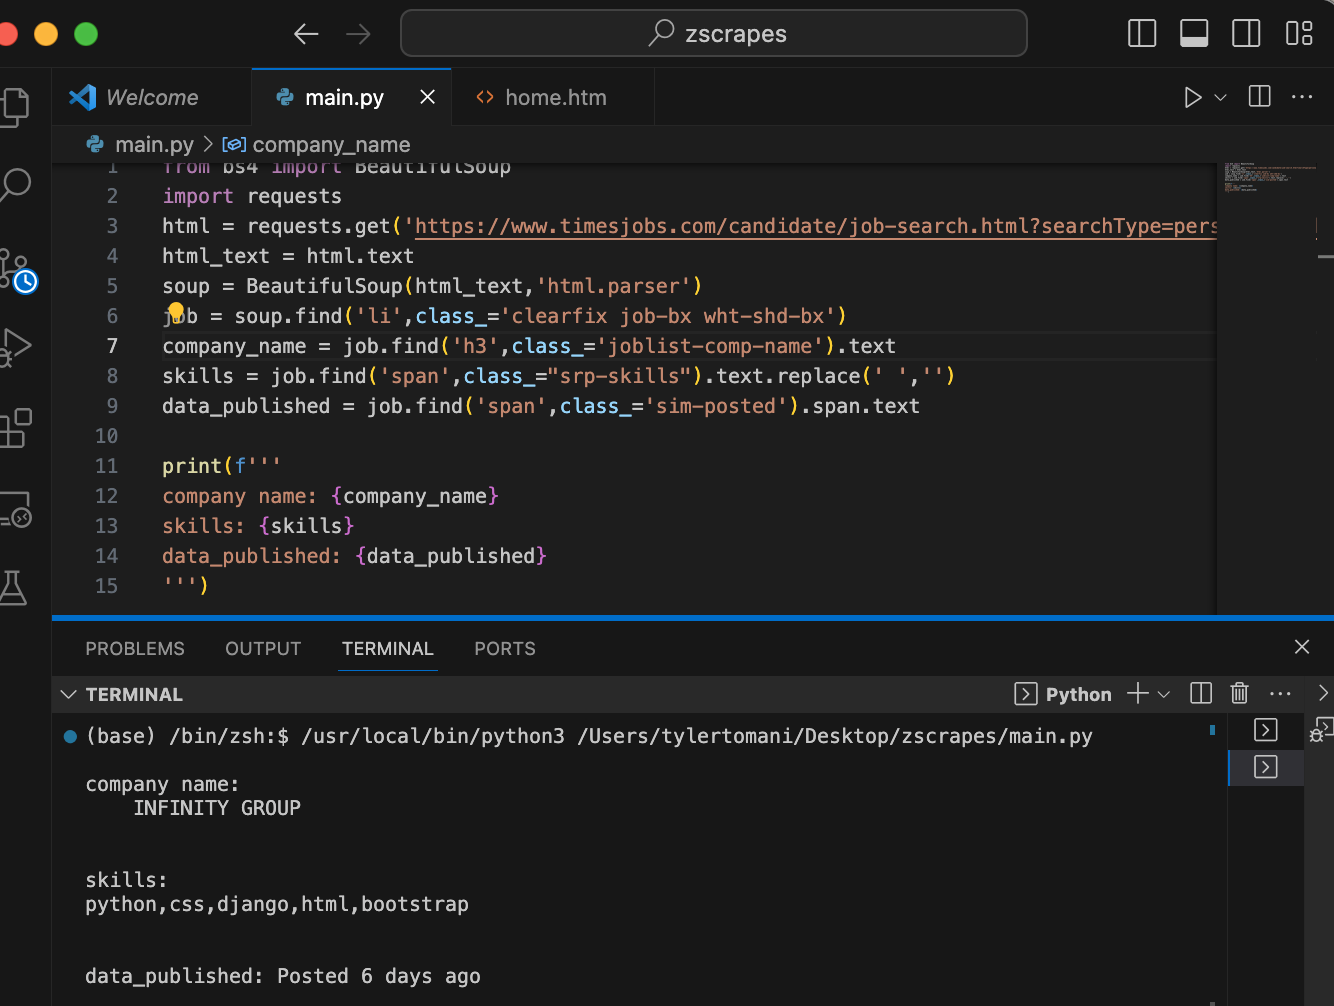 zscrapes
Welcome
main.py
home.htm
main.py > company_name
1 from bs4 import BeautifulSoup
2 import requests
3 html = requests.get('https://www.timesjobs.com/candidate/job-search.html?searchType=pers
4 html_text = html.text
5 soup = BeautifulSoup(html_text,'html.parser')
6 job = soup.find('li',class_='clearfix job-bx wht-shd-bx')
7 company_name = job.find('h3',class_='joblist-comp-name').text
8 skills = job.find('span',class_="srp-skills").text.replace(' ','')
9 data_published = job.find('span',class_='sim-posted').span.text
10
11 print(f'''
12 company name: {company_name}
13 skills: {skills}
14 data_published: {data_published}
15 ''')
PROBLEMS OUTPUT TERMINAL PORTS
TERMINAL
Python
(base) /bin/zsh:$ /usr/local/bin/python3 /Users/tylertomani/Desktop/zscrapes/main.py
company name:
INFINITY GROUP
skills:
python,css,django,html,bootstrap
data_published: Posted 6 days ago